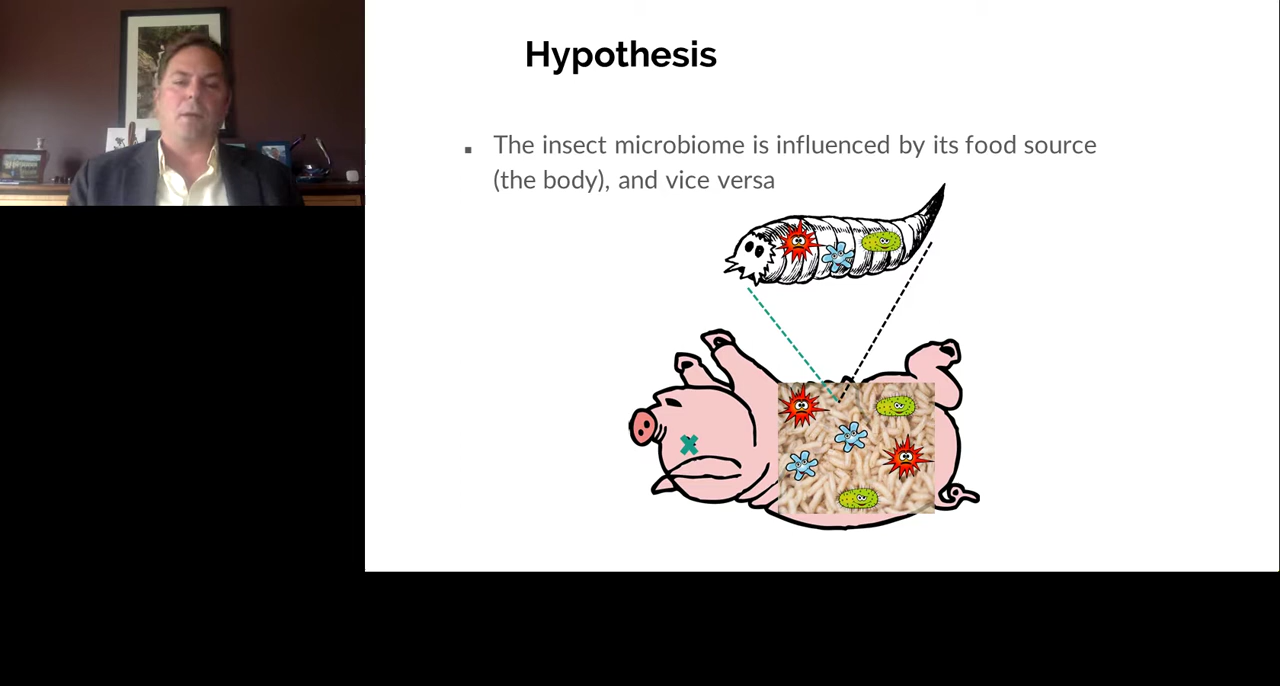 Hypothesis
▪ The insect microbiome is influenced by its food source
(the body), and vice versa